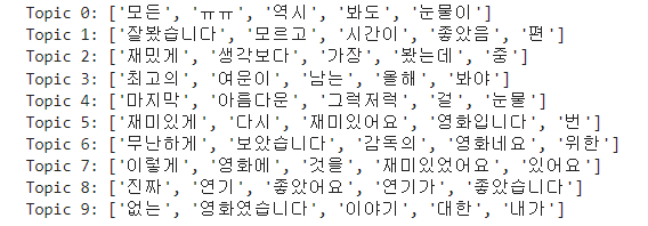 Topic 0: ['모든', 'ㅠㅠ', '역시', '봐도', '눈물이']
Topic 1: ['잘봤습니다', '모르고', '시간이', '좋았음', '편']
Topic 2: ['재밌게', '생각보다', '가장', '봤는데', '중']
Topic 3: ['최고의', '여운이', '남는', '올해', '봐야']
Topic 4: ['마지막', '아름다운', '그럭저럭', '걸', '눈물']
Topic 5: ['재미있게', '다시', '재미있어요', '영화입니다', '번']
Topic 6: ['무난하게', '보았습니다', '감독의', '영화네요', '위한']
Topic 7: ['이렇게', '영화에', '것을', '재미있었어요', '있어요']
Topic 8: ['진짜', '연기', '좋았어요', '연기가', '좋았습니다']
Topic 9: ['없는', '영화였습니다', '이야기', '대한', '내가']